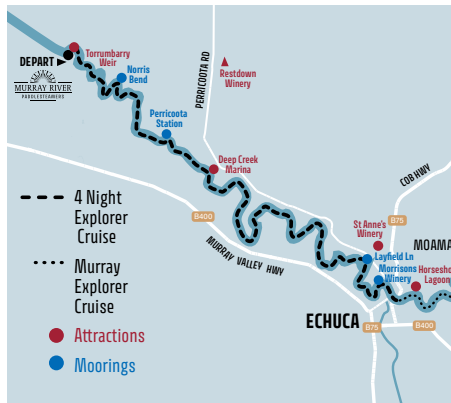 Torrumbarry
Weir
DEPART
MURRAY RIVER
PADDLESTEAMERS
Norris
Bend
PERRICOOTA RD
Restdown
Winery
Perricoota
Station
Deep Creek
Marina
COB HWY
B400
B75
St Anne's
Winery
MOAMA
MURRAY VALLEY HWY
Layfield Ln
Morrisons
Winery
Horsesho
Lagoon
ECHUCA
B75
B400
4 Night
Explorer
Cruise
Murray
Explorer
Cruise
Attractions
Moorings